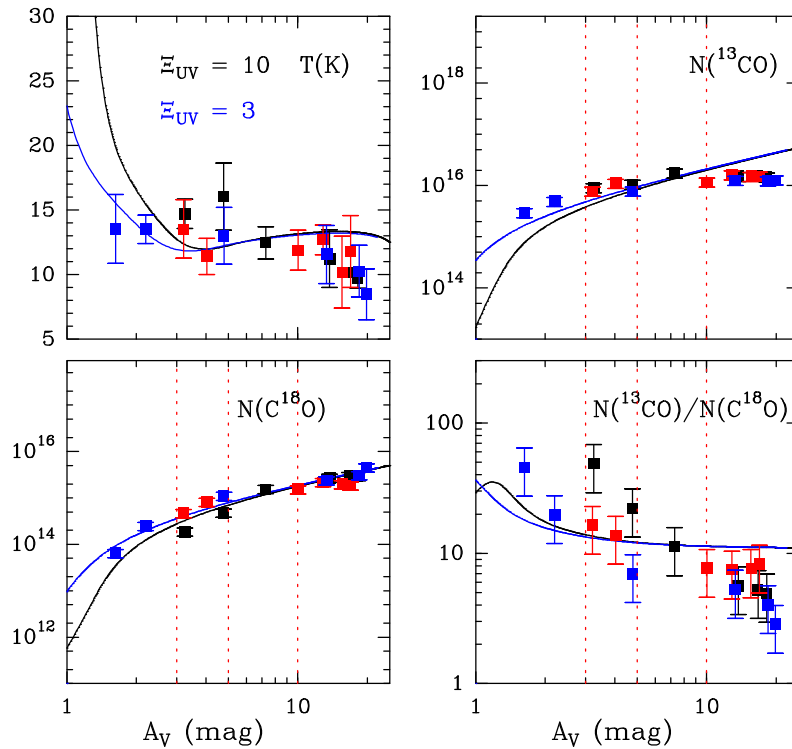 30
25
20
15
10
5
Ξ_UV = 10 T(K)
Ξ_UV = 3
10^18
10^16
10^14
N(^13CO)
10^16
10^14
10^12
N(C^18O)
1
10
A_V (mag)
100
10
1
N(^13CO)/N(C^18O)
1
10
A_V (mag)